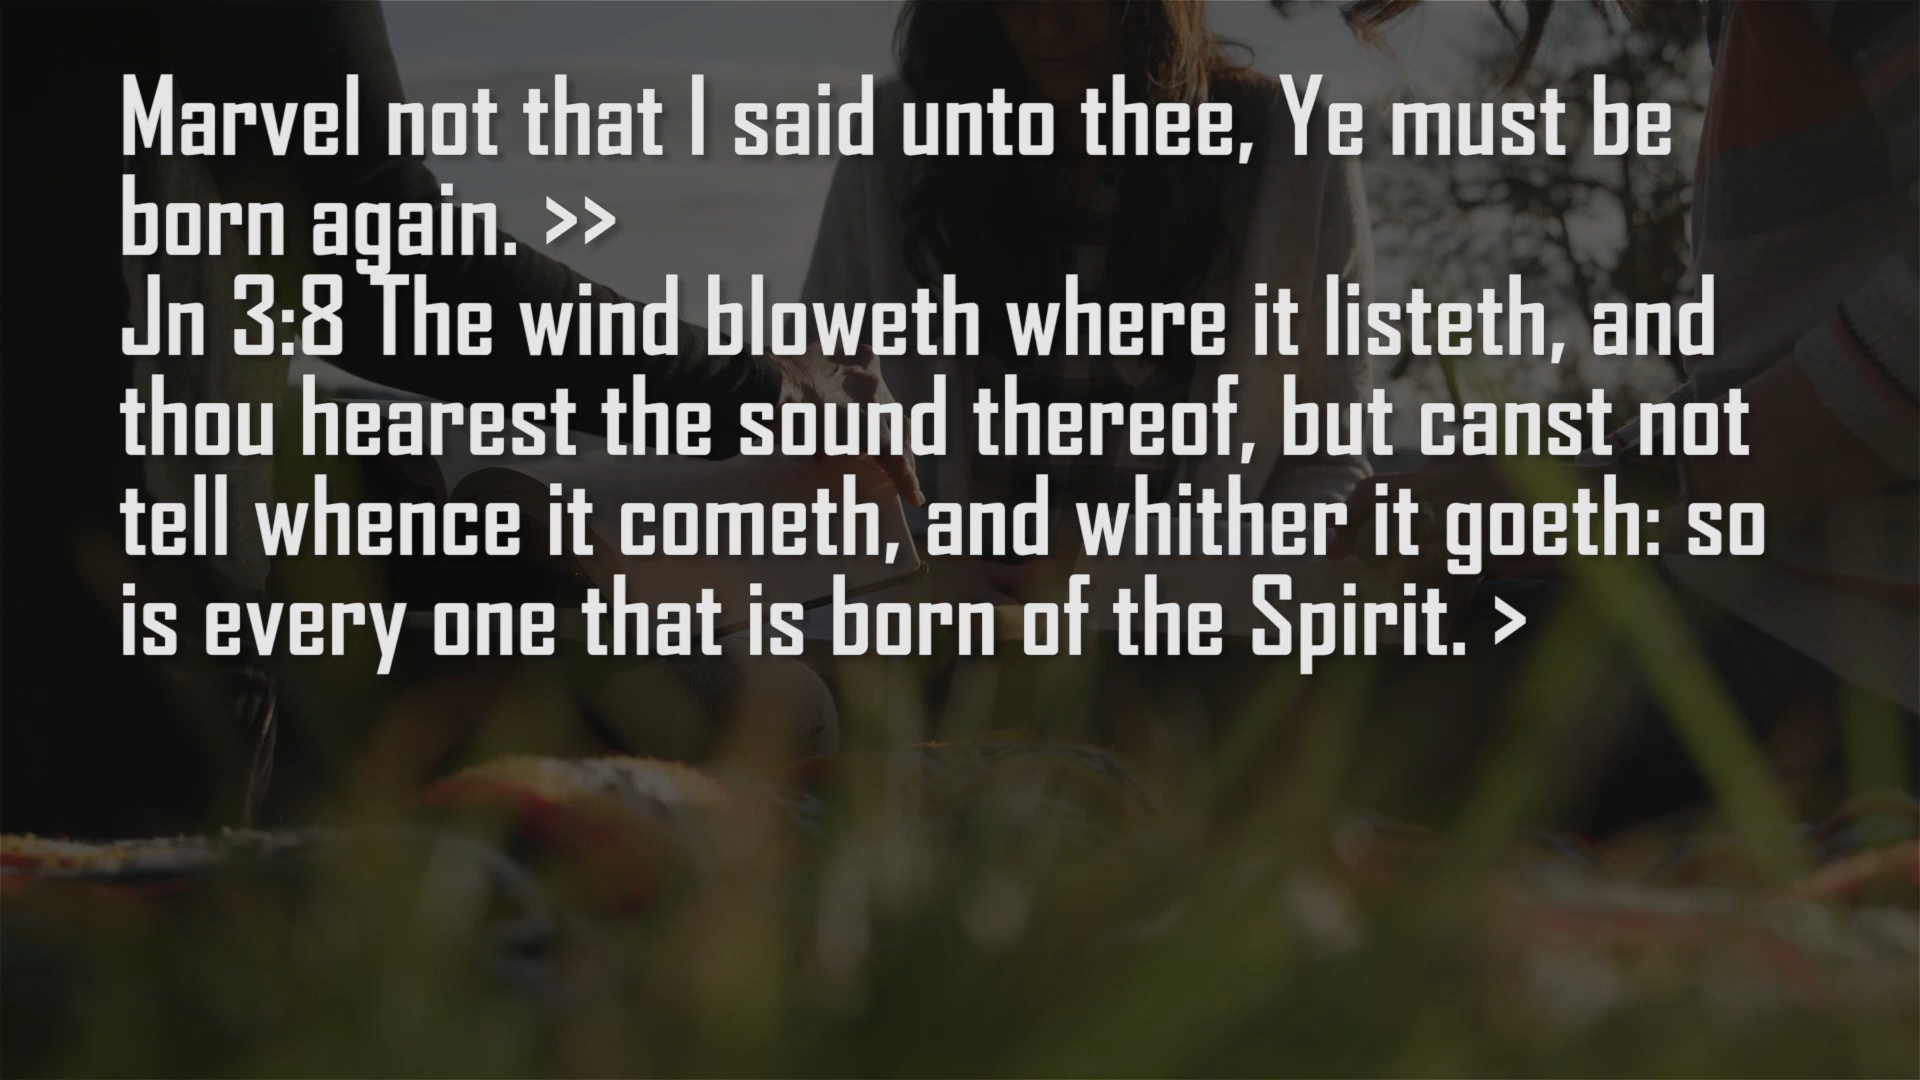 Marvel not that I said unto thee, Ye must be
born again. >>
Jn 3:8 The wind bloweth where it listeth, and
thou hearest the sound thereof, but canst not
tell whence it cometh, and whither it goeth: so
is every one that is born of the Spirit. >